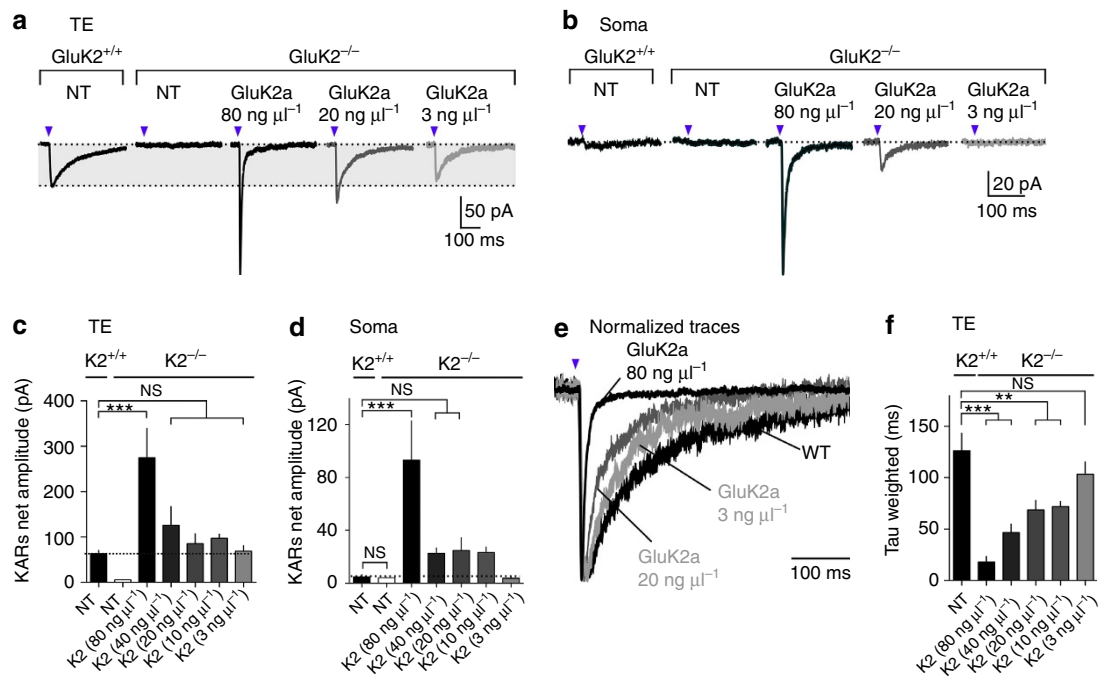 a TE
GluK2+/+ GluK2−/−
NT NT GluK2a GluK2a GluK2a
80 ng µl−1 20 ng µl−1 3 ng µl−1
50 pA
100 ms
b Soma
GluK2+/+ GluK2−/−
NT NT GluK2a GluK2a GluK2a
80 ng µl−1 20 ng µl−1 3 ng µl−1
20 pA
100 ms
c TE
K2+/+ K2−/−
NS
***
KARs net amplitude (pA)
400
300
200
100
0
NT
NT
K2 (80 ng µl−1)
K2 (40 ng µl−1)
K2 (20 ng µl−1)
K2 (10 ng µl−1)
K2 (3 ng µl−1)
d Soma
K2+/+ K2−/−
NS
***
NS
KARs net amplitude (pA)
120
80
40
0
NT
NT
K2 (80 ng µl−1)
K2 (40 ng µl−1)
K2 (20 ng µl−1)
K2 (10 ng µl−1)
K2 (3 ng µl−1)
e Normalized traces
GluK2a
80 ng µl−1
WT
GluK2a
3 ng µl−1
GluK2a
20 ng µl−1
100 ms
f TE
K2+/+ K2−/−
NS
**
***
Tau weighted (ms)
150
100
50
0
NT
K2 (80 ng µl−1)
K2 (40 ng µl−1)
K2 (20 ng µl−1)
K2 (10 ng µl−1)
K2 (3 ng µl−1)